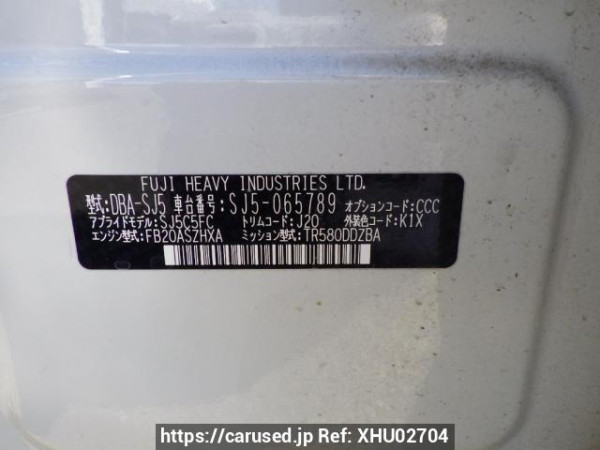 FUJI HEAVY INDUSTRIES LTD.
型式:DBA-SJ5 車台番号:SJ5-065789 オプションコード:CCC
アプライドモデル:SJ5C5FC トリムコード:J20 外装色コード:K1X
エンジン型式:FB20ASZHXA ミッション型式:TR580DDZBA
https://carused.jp Ref: XHU02704